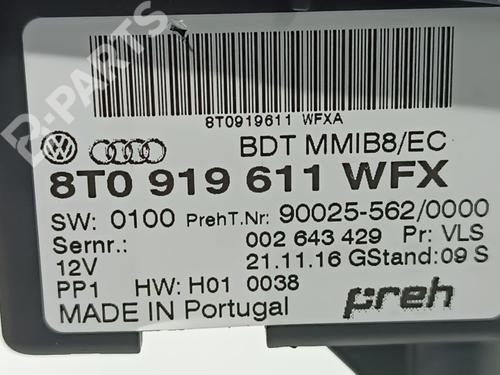 B-PARTS
8T0919611 WFXA
BDT MMIB8/EC
8T0 919 611 WFX
SW: 0100 PrehT.Nr: 90025-562/0000
Sernr.: 002 643 429 Pr: VLS
12V 21.11.16 GStand: 09 S
PP1 HW: H01 0038
MADE IN Portugal preh